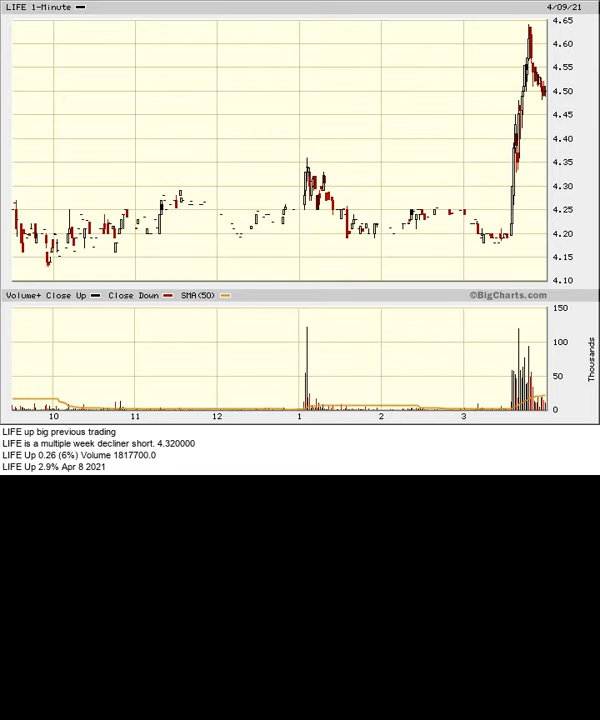 LIFE 1-Minute 4/09/21
4.65
4.60
4.55
4.50
4.45
4.40
4.35
4.30
4.25
4.20
4.15
4.10
Volume+ Close Up Close Down SMA(50) ©BigCharts.com
150
100
50
0
Thousands
10 11 12 1 2 3
LIFE up big previous trading
LIFE is a multiple week decliner short. 4.320000
LIFE Up 0.26 (6%) Volume 1817700.0
LIFE Up 2.9% Apr 8 2021